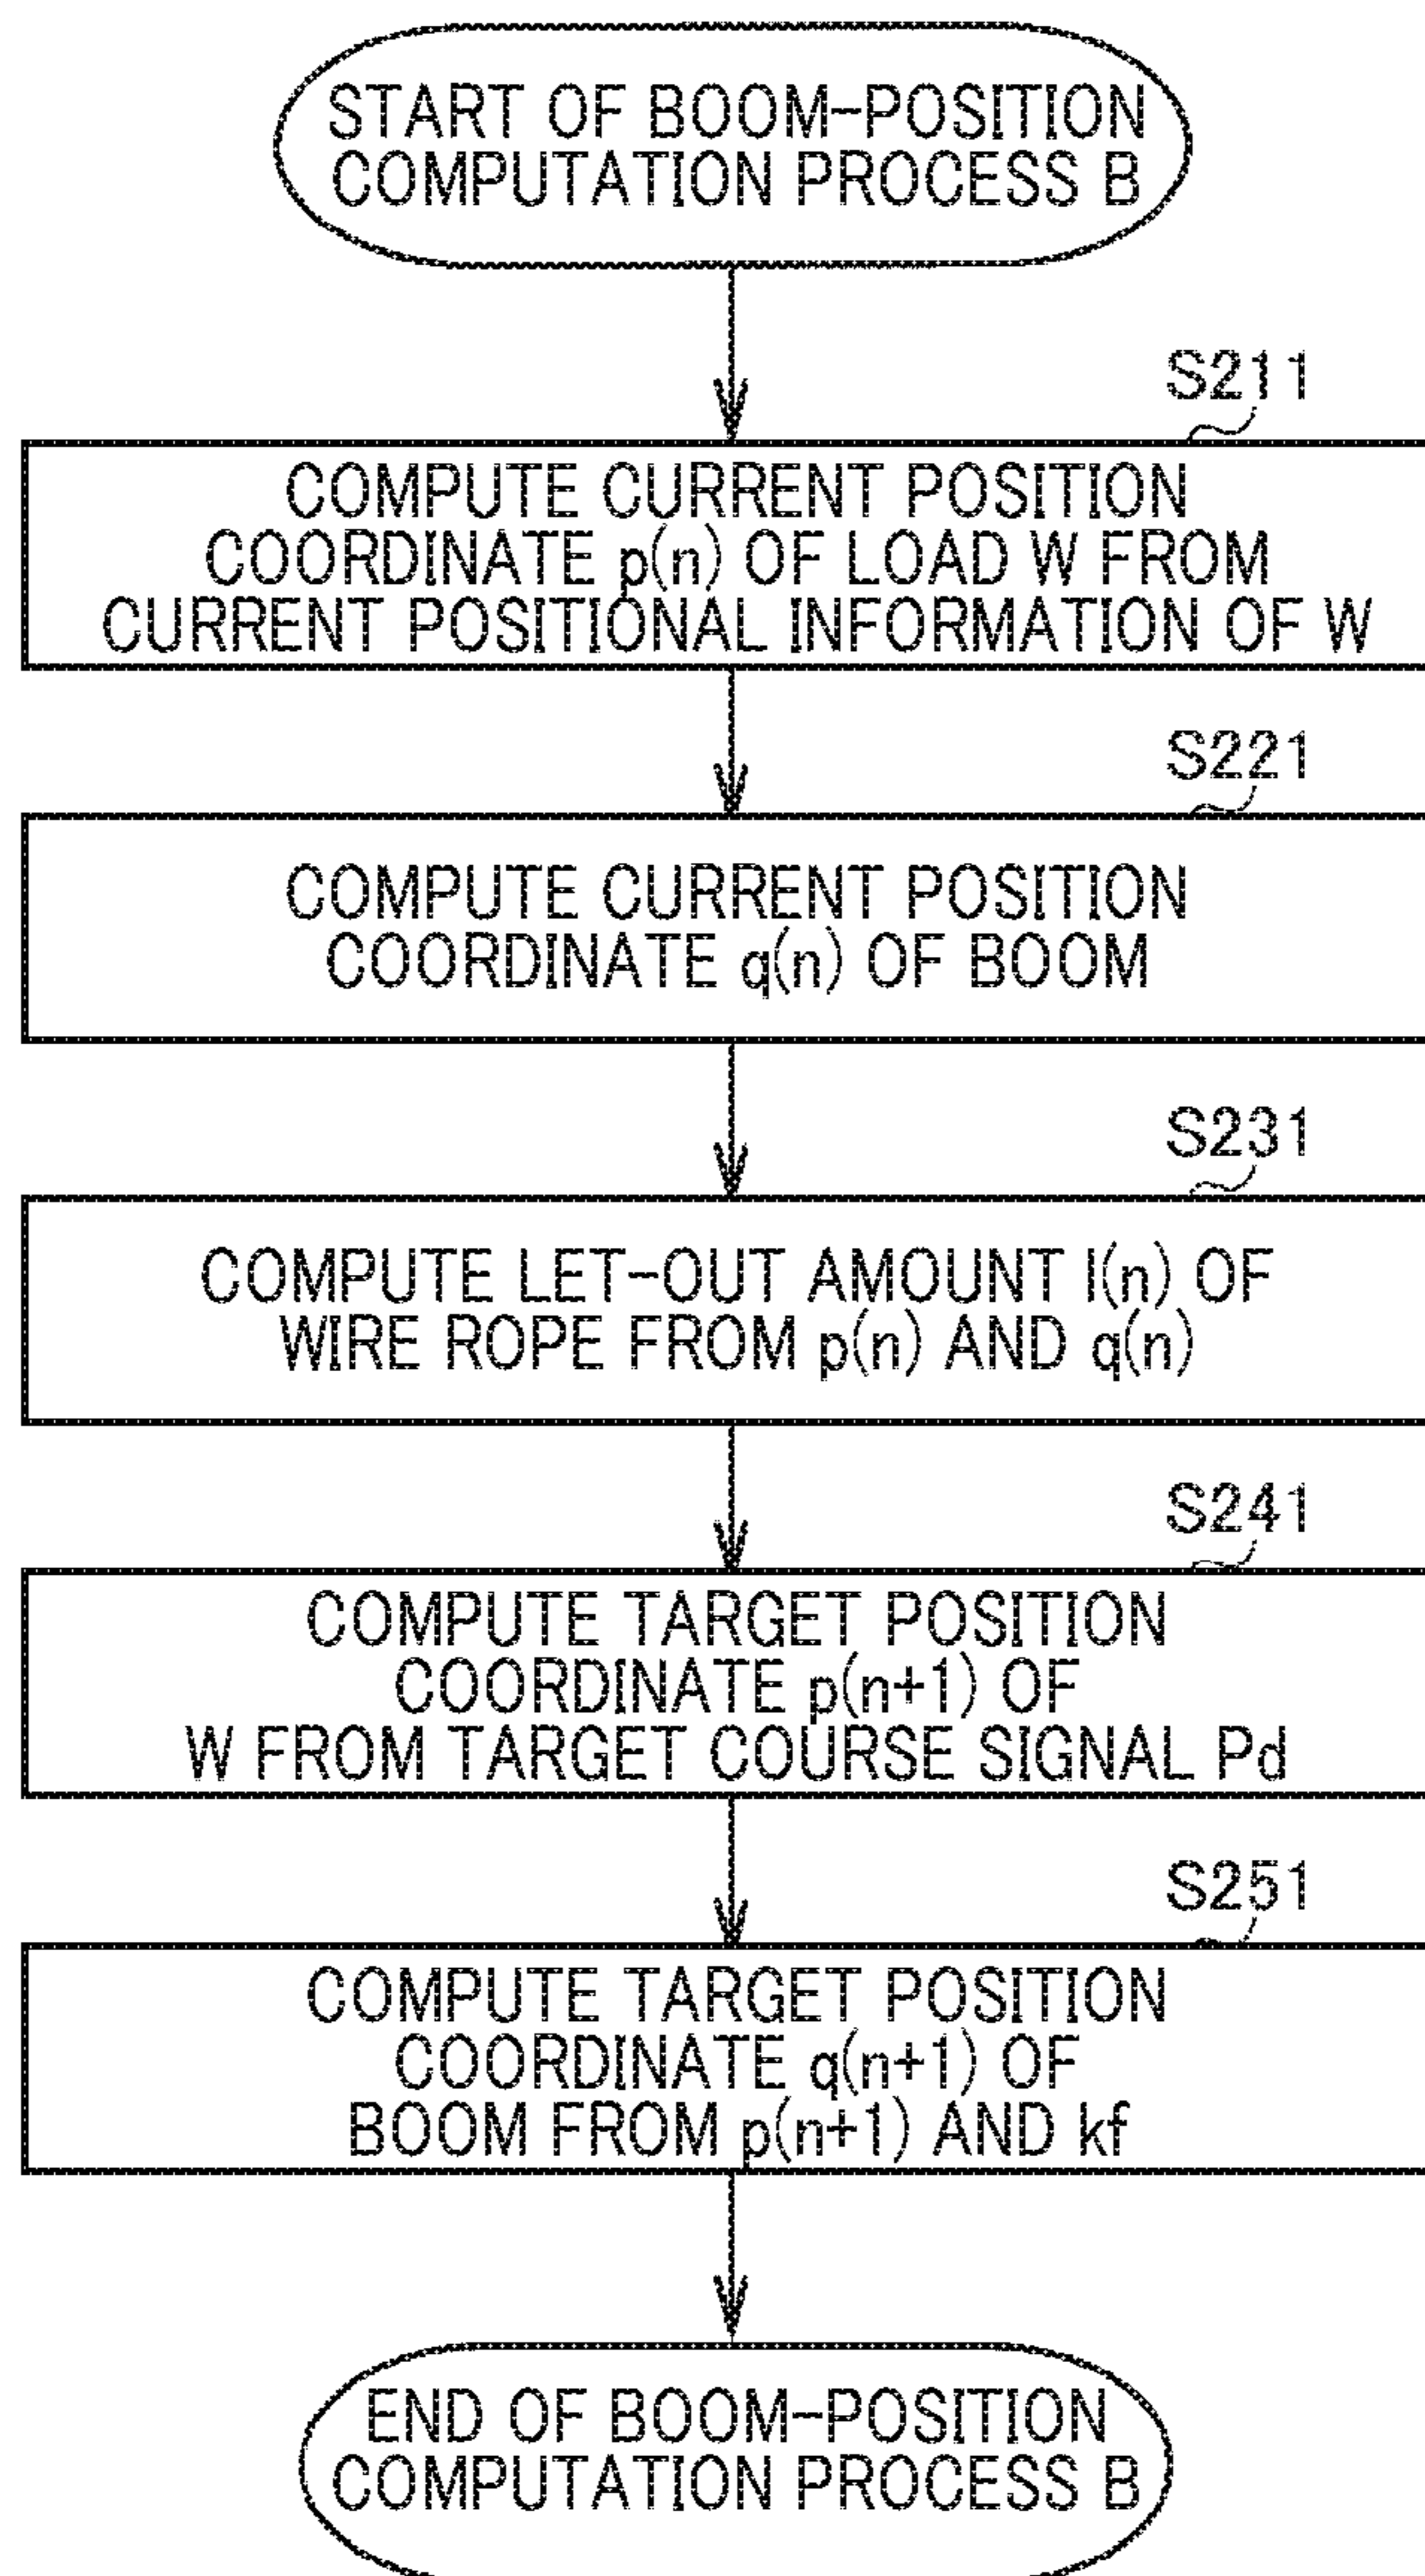 START OF BOOM-POSITION
COMPUTATION PROCESS B
S211
COMPUTE CURRENT POSITION
COORDINATE p(n) OF LOAD W FROM
CURRENT POSITIONAL INFORMATION OF W
S221
COMPUTE CURRENT POSITION
COORDINATE q(n) OF BOOM
S231
COMPUTE LET-OUT AMOUNT l(n) OF
WIRE ROPE FROM p(n) AND q(n)
S241
COMPUTE TARGET POSITION
COORDINATE p(n+1) OF
W FROM TARGET COURSE SIGNAL Pd
S251
COMPUTE TARGET POSITION
COORDINATE q(n+1) OF
BOOM FROM p(n+1) AND kf
END OF BOOM-POSITION
COMPUTATION PROCESS B